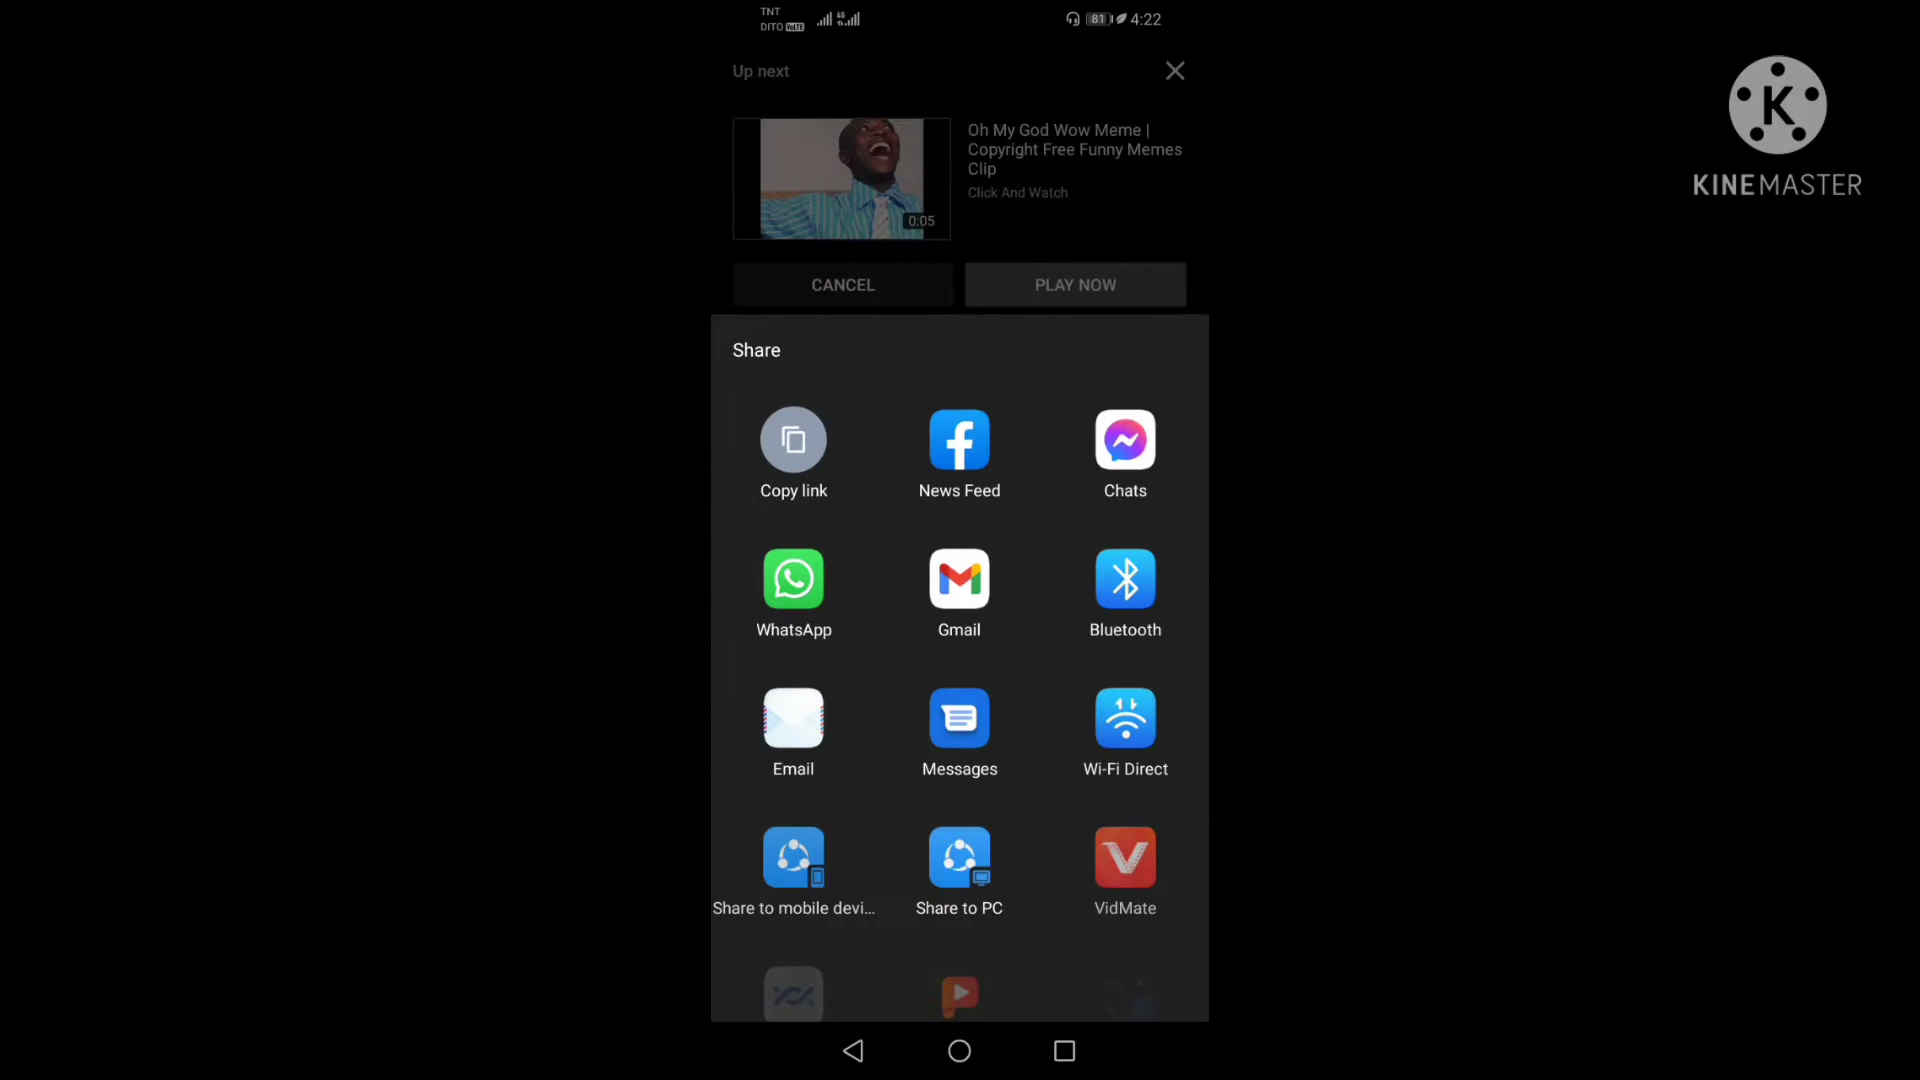 TNT
DITO VoLTE
4G
81
4:22
Up next
Oh My God Wow Meme |
Copyright Free Funny Memes
Clip
Click And Watch
0:05
CANCEL
PLAY NOW
K
KINEMASTER
Share
Copy link
News Feed
Chats
WhatsApp
Gmail
Bluetooth
Email
Messages
Wi-Fi Direct
Share to mobile devi...
Share to PC
VidMate